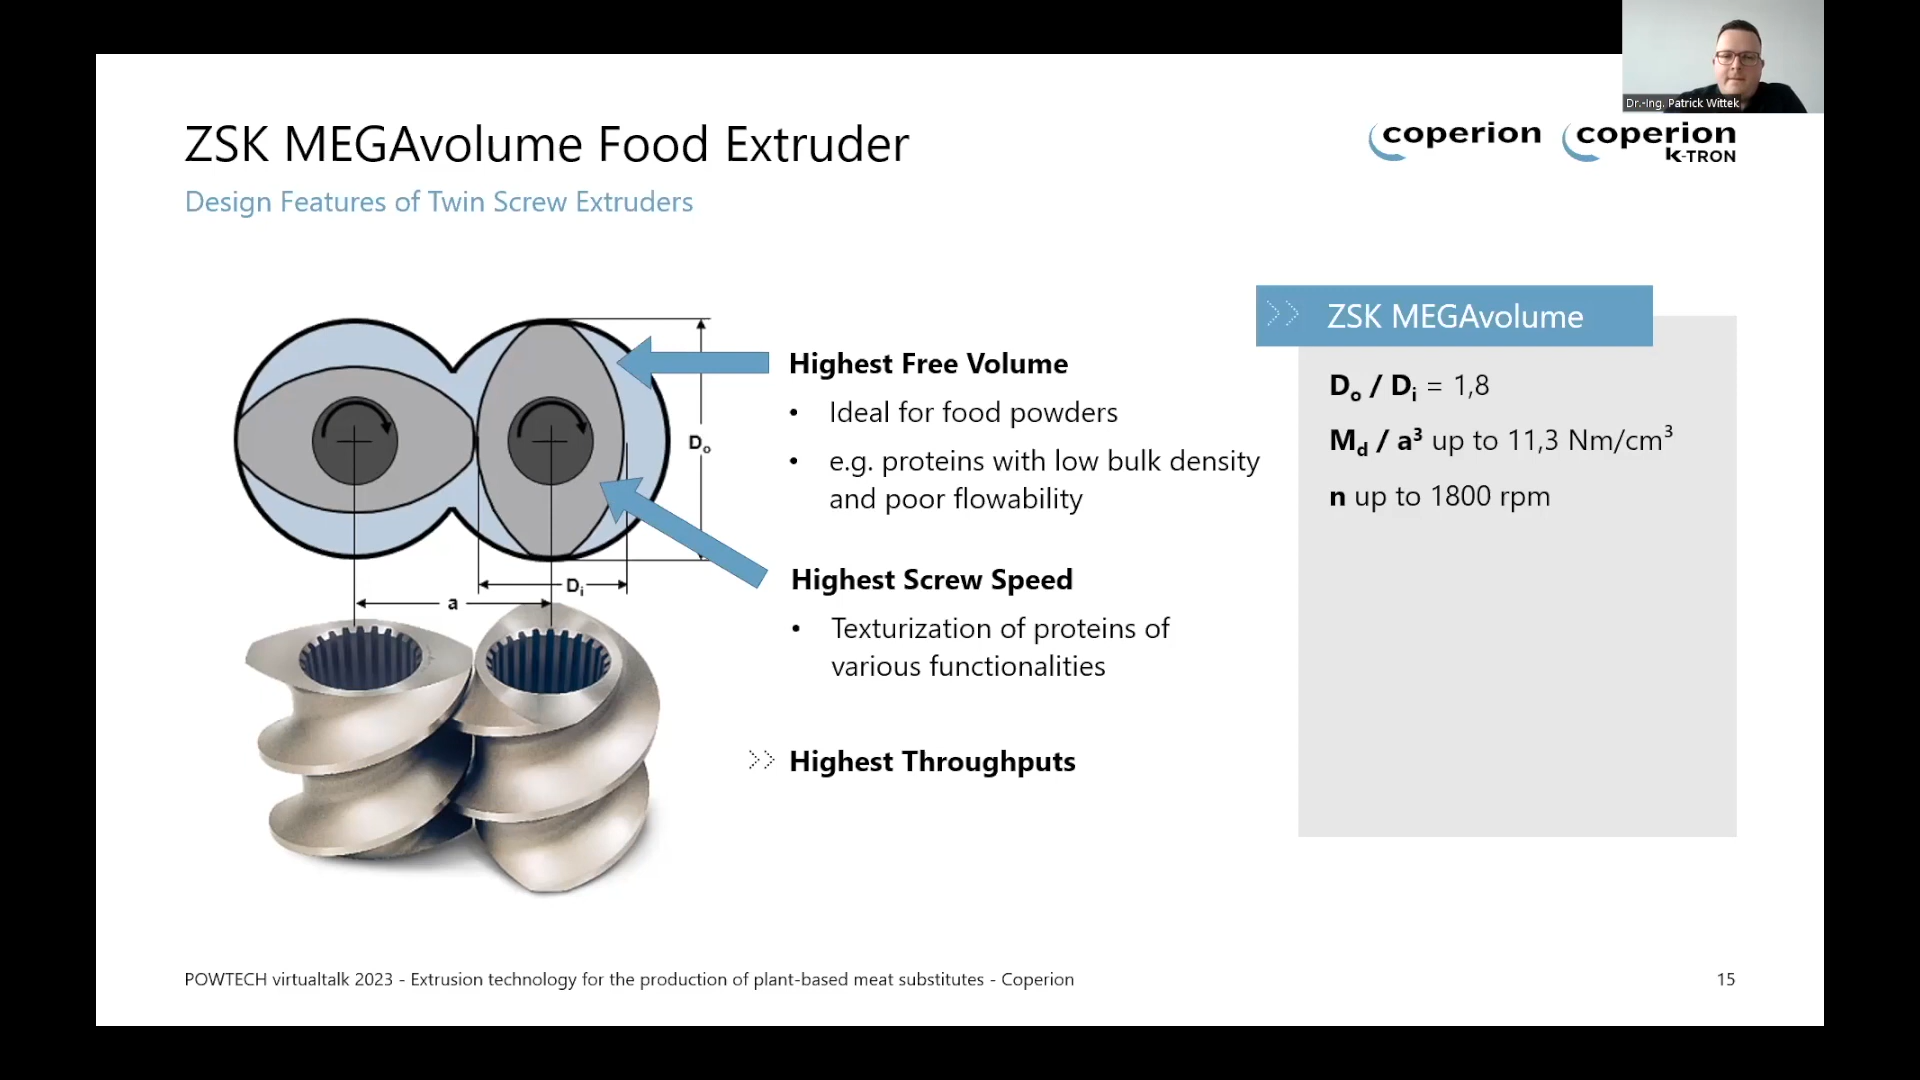 Dr.-Ing. Patrick Wittek
ZSK MEGAvolume Food Extruder
coperion coperion
K-TRON
Design Features of Twin Screw Extruders
Dₒ
Dᵢ
a
Highest Free Volume
• Ideal for food powders
• e.g. proteins with low bulk density
and poor flowability
Highest Screw Speed
• Texturization of proteins of
various functionalities
Highest Throughputs
ZSK MEGAvolume
Dₒ / Dᵢ = 1,8
M_d / a³ up to 11,3 Nm/cm³
n up to 1800 rpm
POWTECH virtualtalk 2023 - Extrusion technology for the production of plant-based meat substitutes - Coperion
15